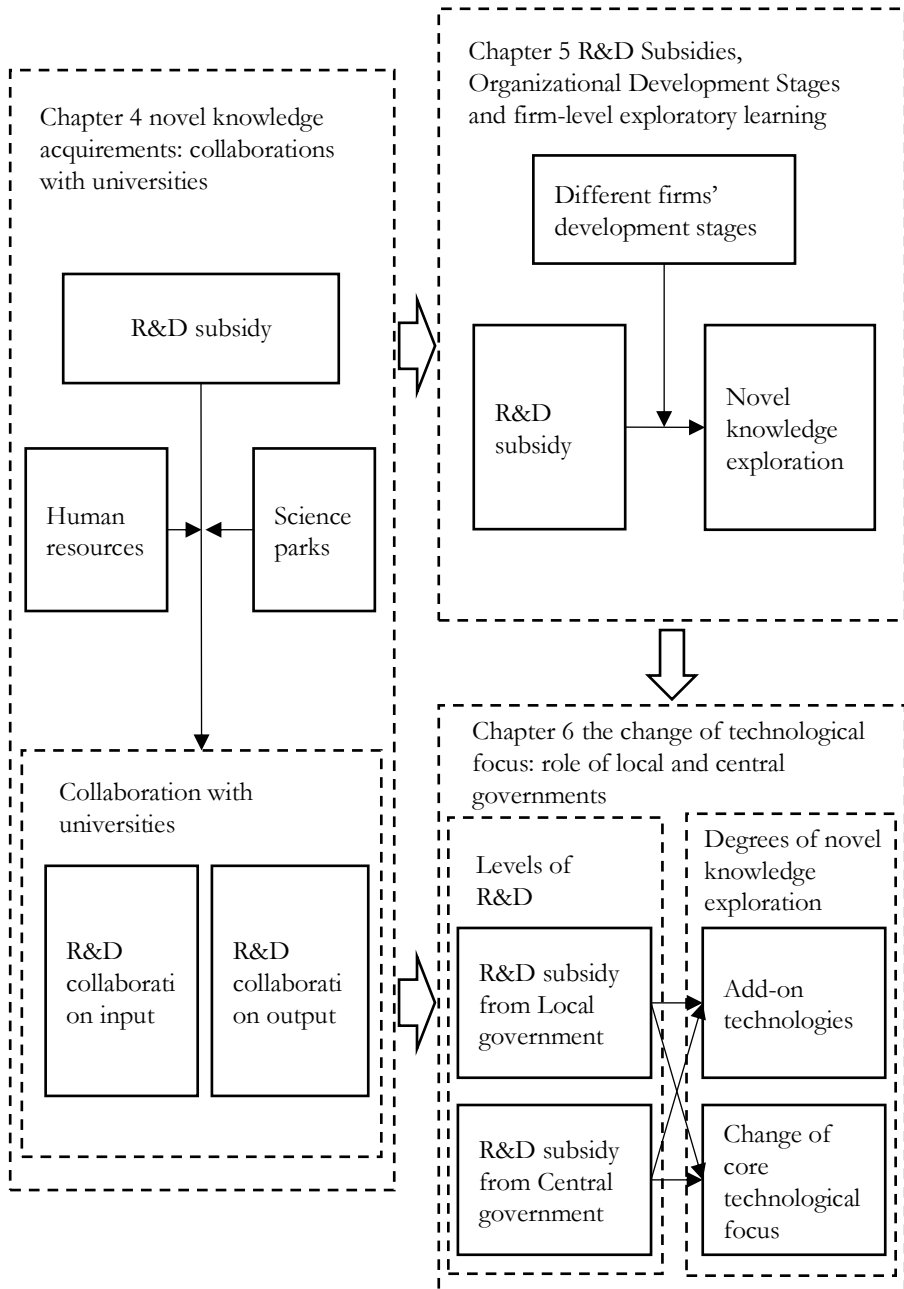 Chapter 4 novel knowledge
acquirements: collaborations
with universities
R&D subsidy
Human
resources
Science
parks
Collaboration with
universities
R&D
collaborati
on input
R&D
collaborati
on output
Chapter 5 R&D Subsidies,
Organizational Development Stages
and firm-level exploratory learning
Different firms’
development stages
R&D
subsidy
Novel
knowledge
exploration
Chapter 6 the change of technological
focus: role of local and central
governments
Levels of
R&D
R&D subsidy
from Local
government
R&D subsidy
from Central
government
Degrees of novel
knowledge
exploration
Add-on
technologies
Change of
core
technological
focus